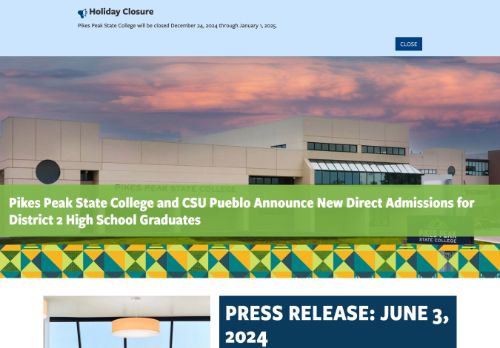 Holiday Closure
Pikes Peak State College will be closed December 24, 2024 through January 1, 2025.
CLOSE
PIKES PEAK STATE COLLEGE
Pikes Peak State College and CSU Pueblo Announce New Direct Admissions for
District 2 High School Graduates
PIKES PEAK
STATE COLLEGE
PRESS RELEASE: JUNE 3,
2024